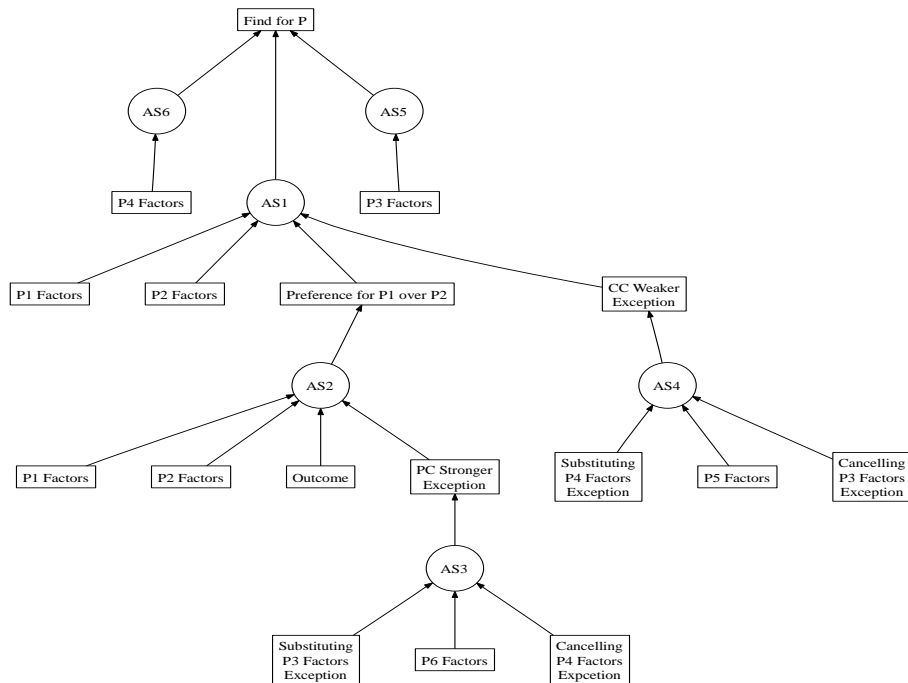 Find for P
AS6
AS5
P4 Factors
AS1
P3 Factors
P1 Factors
P2 Factors
Preference for P1 over P2
CC Weaker
Exception
AS2
AS4
P1 Factors
P2 Factors
Outcome
PC Stronger
Exception
Substituting
P4 Factors
Exception
P5 Factors
Cancelling
P3 Factors
Exception
AS3
Substituting
P3 Factors
Exception
P6 Factors
Cancelling
P4 Factors
Expcetion